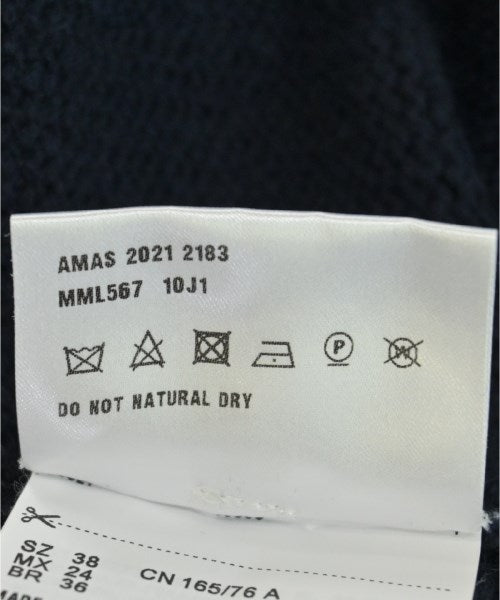 AMAS 2021 2183
MML567 10J1
P W
DO NOT NATURAL DRY
SZ 38
MX 24
BR 36
CN 165/76 A